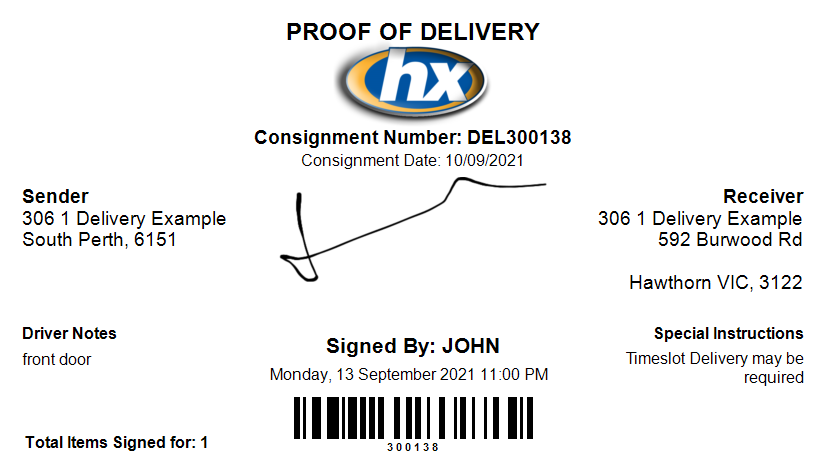 PROOF OF DELIVERY
hx
Consignment Number: DEL300138
Consignment Date: 10/09/2021
Sender
306 1 Delivery Example
South Perth, 6151
Receiver
306 1 Delivery Example
592 Burwood Rd
Hawthorn VIC, 3122
Driver Notes
front door
Signed By: JOHN
Monday, 13 September 2021 11:00 PM
Special Instructions
Timeslot Delivery may be
required
300138
Total Items Signed for: 1